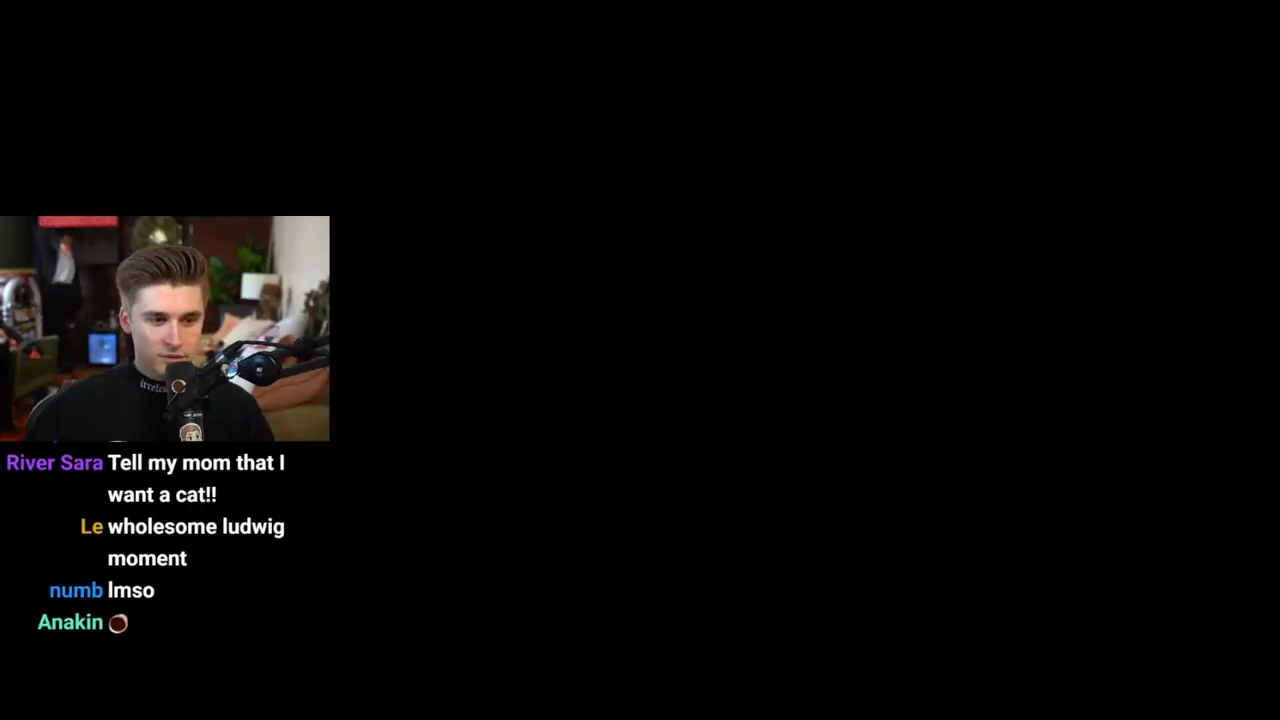 River Sara Tell my mom that I
want a cat!!
Le wholesome ludwig
moment
numb lmso
Anakin